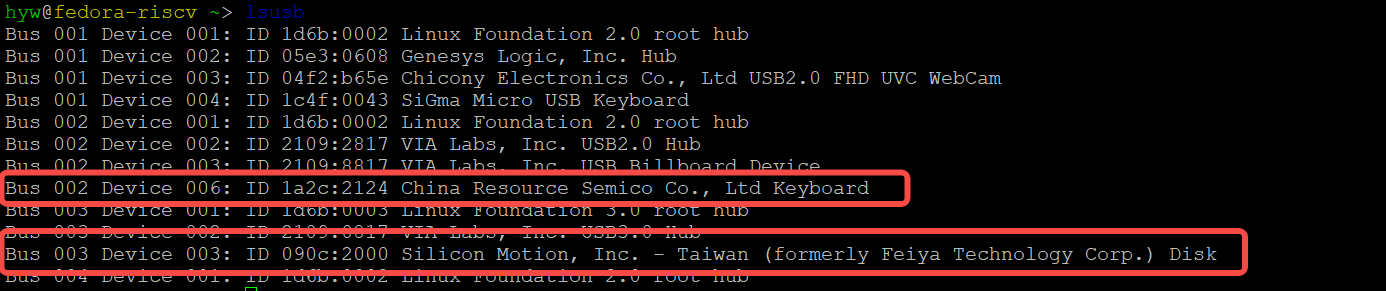 hyw@fedora-riscv ~> lsusb
Bus 001 Device 001: ID 1d6b:0002 Linux Foundation 2.0 root hub
Bus 001 Device 002: ID 05e3:0608 Genesys Logic, Inc. Hub
Bus 001 Device 003: ID 04f2:b65e Chicony Electronics Co., Ltd USB2.0 FHD UVC WebCam
Bus 001 Device 004: ID 1c4f:0043 SiGma Micro USB Keyboard
Bus 002 Device 001: ID 1d6b:0002 Linux Foundation 2.0 root hub
Bus 002 Device 002: ID 2109:2817 VIA Labs, Inc. USB2.0 Hub
Bus 002 Device 003: ID 2109:8817 VIA Labs, Inc. USB Billboard Device
Bus 002 Device 006: ID 1a2c:2124 China Resource Semico Co., Ltd Keyboard
Bus 003 Device 001: ID 1d6b:0003 Linux Foundation 3.0 root hub
Bus 003 Device 002: ID 2109:0817 VIA Labs, Inc. USB3.0 Hub
Bus 003 Device 003: ID 090c:2000 Silicon Motion, Inc. - Taiwan (formerly Feiya Technology Corp.) Disk
Bus 004 Device 001: ID 1d6b:0002 Linux Foundation 2.0 root hub